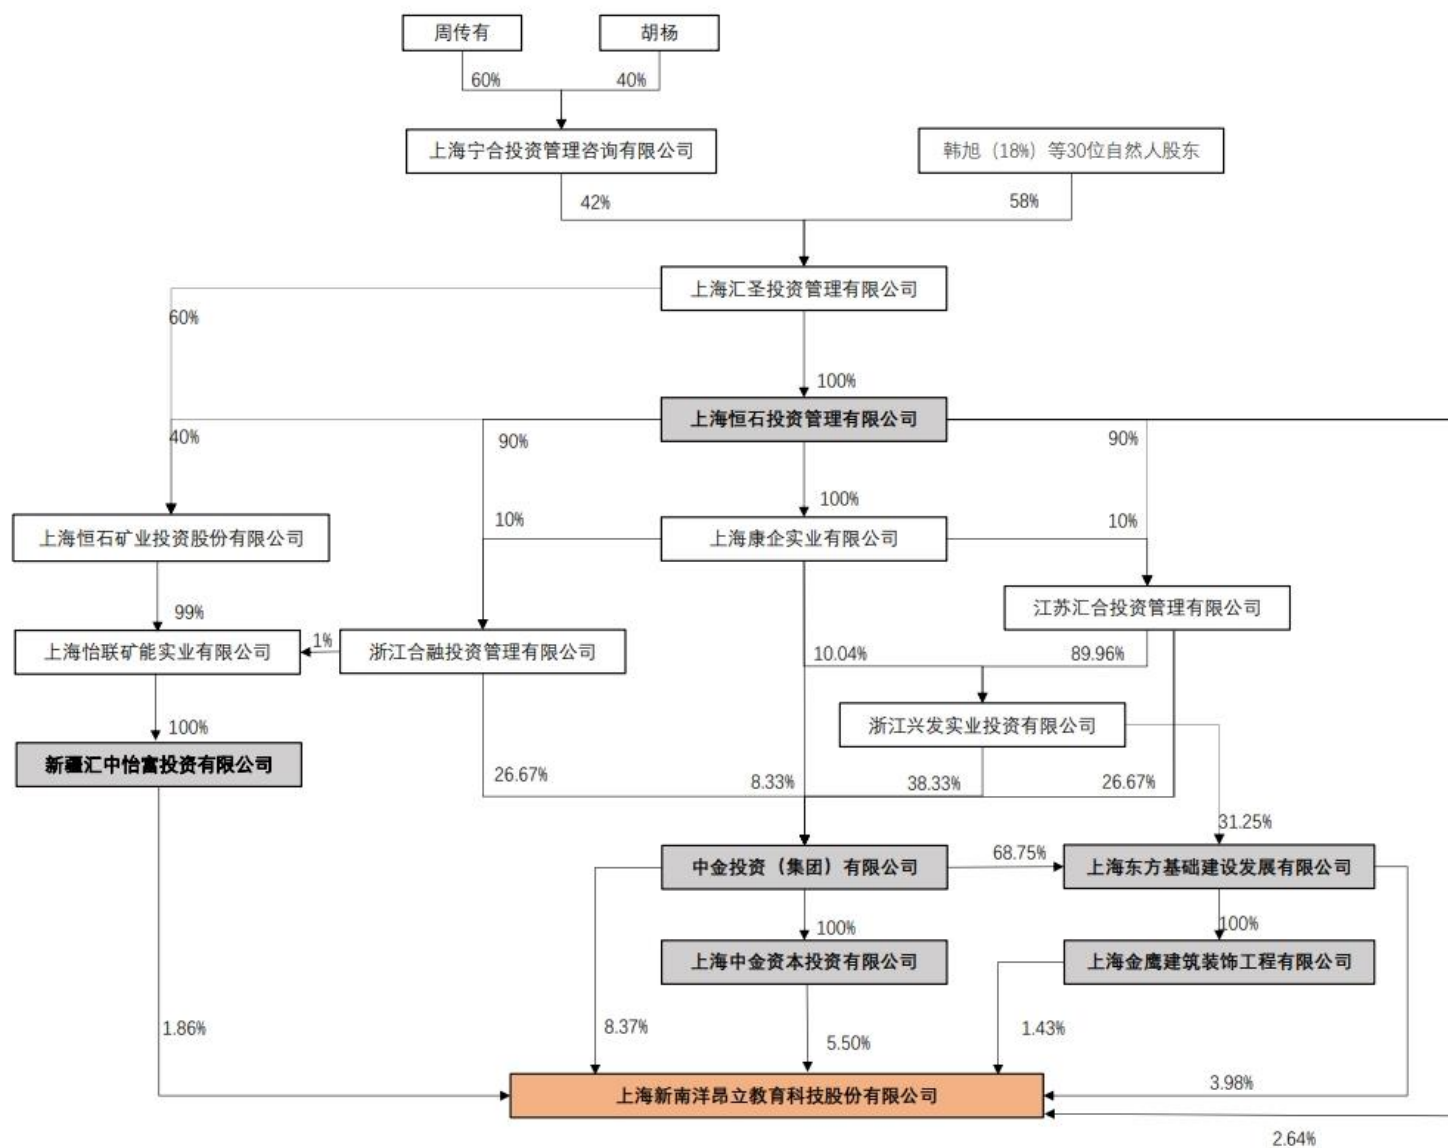 周传有
胡杨
60%
40%
上海宁合投资管理咨询有限公司
韩旭（18%）等30位自然人股东
42%
58%
上海汇圣投资管理有限公司
60%
100%
上海恒石投资管理有限公司
40%
90%
90%
100%
10%
10%
上海恒石矿业投资股份有限公司
上海康企实业有限公司
江苏汇合投资管理有限公司
99%
1%
上海怡联矿能实业有限公司
浙江合融投资管理有限公司
10.04%
89.96%
浙江兴发实业投资有限公司
100%
新疆汇中怡富投资有限公司
26.67%
8.33%
38.33%
26.67%
31.25%
中金投资（集团）有限公司
68.75%
上海东方基础建设发展有限公司
100%
100%
上海中金资本投资有限公司
上海金鹰建筑装饰工程有限公司
1.86%
8.37%
5.50%
1.43%
3.98%
上海新南洋昂立教育科技股份有限公司
2.64%